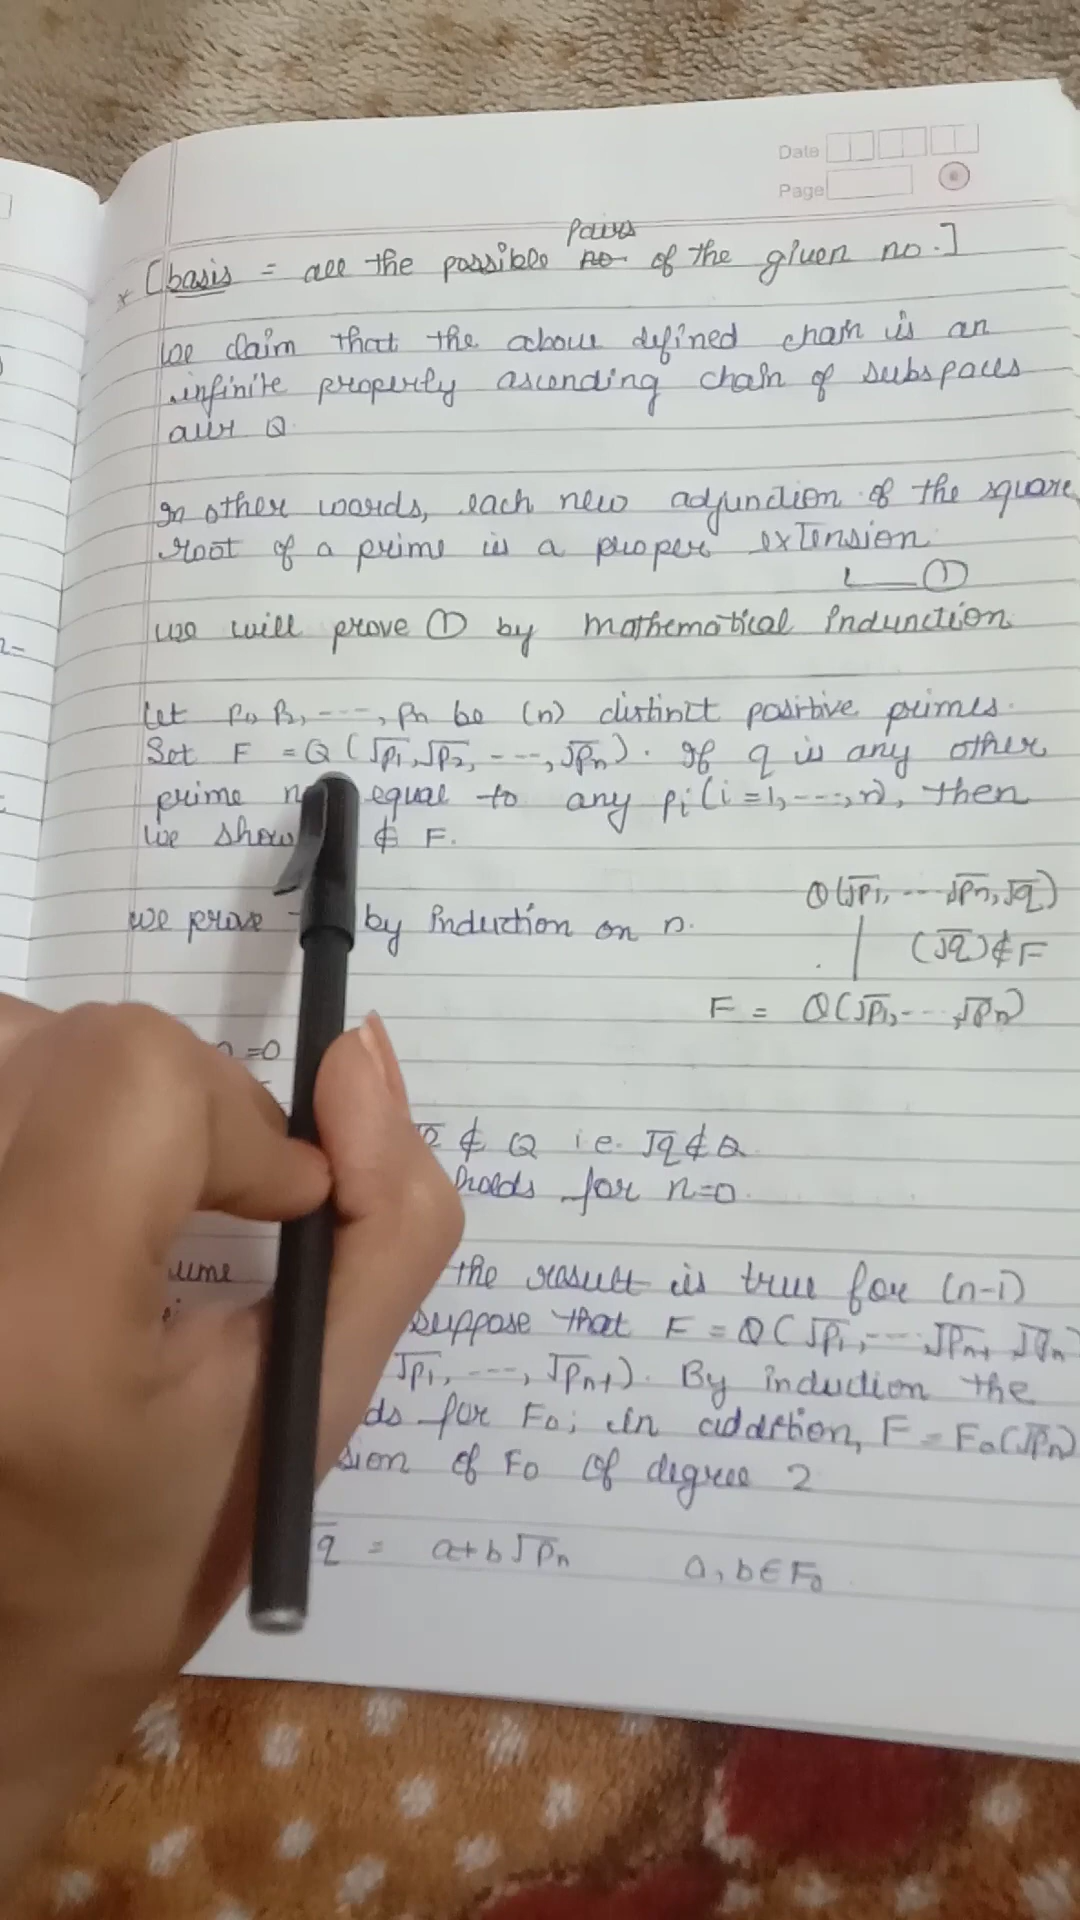 Date
Page
Pairs
* [basis = all the possible no. of the given no.]
we claim that the above defined chain is an
infinite properly ascending chain of subspaces
over Q.
In other words, each new adjunction of the square
root of a prime is a proper extension.
①
we will prove ① by Mathematical Indunction.
Let p₁, p₂, ---, pn be (n) distinct positive primes.
Set F = Q(√p₁, √p₂, ---, √pn). If q is any other
prime equal to any pi (i=1, ---, n), then
we show ∉ F.
we prove by induction on n.
Q(√p₁, --- √pn, √q)
(√q) ∉ F
F = Q(√p₁, ---, √pn)
=0
∉ Q i.e. √q ∉ Q
holds for n=0.
the result is true for (n-1)
suppose that F = Q(√p₁, --- √pn-1, √pn
√p₁, ---, √pn-1). By induction the
for F₀; in addition, F = F₀(√pn)
of F₀ of degree 2
q = a+b√pn a, b ∈ F₀